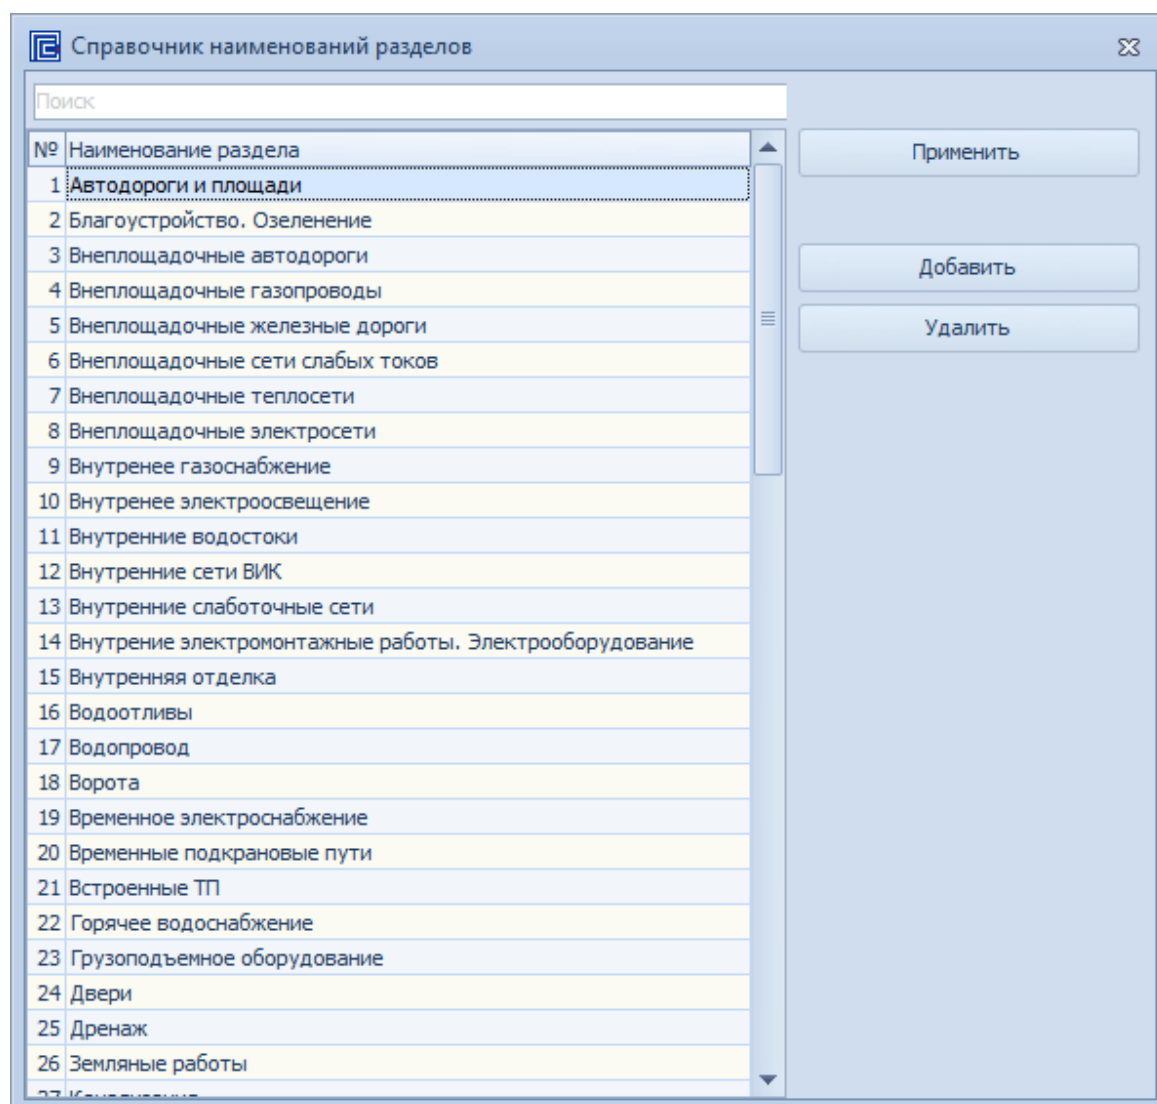 Справочник наименований разделов
Поиск
№ Наименование раздела
Применить
1 Автодороги и площади
2 Благоустройство. Озеленение
3 Внеплощадочные автодороги
Добавить
4 Внеплощадочные газопроводы
5 Внеплощадочные железные дороги
Удалить
6 Внеплощадочные сети слабых токов
7 Внеплощадочные теплосети
8 Внеплощадочные электросети
9 Внутренее газоснабжение
10 Внутренее электроосвещение
11 Внутренние водостоки
12 Внутренние сети ВИК
13 Внутренние слаботочные сети
14 Внутрение электромонтажные работы. Электрооборудование
15 Внутренняя отделка
16 Водоотливы
17 Водопровод
18 Ворота
19 Временное электроснабжение
20 Временные подкрановые пути
21 Встроенные ТП
22 Горячее водоснабжение
23 Грузоподъемное оборудование
24 Двери
25 Дренаж
26 Земляные работы